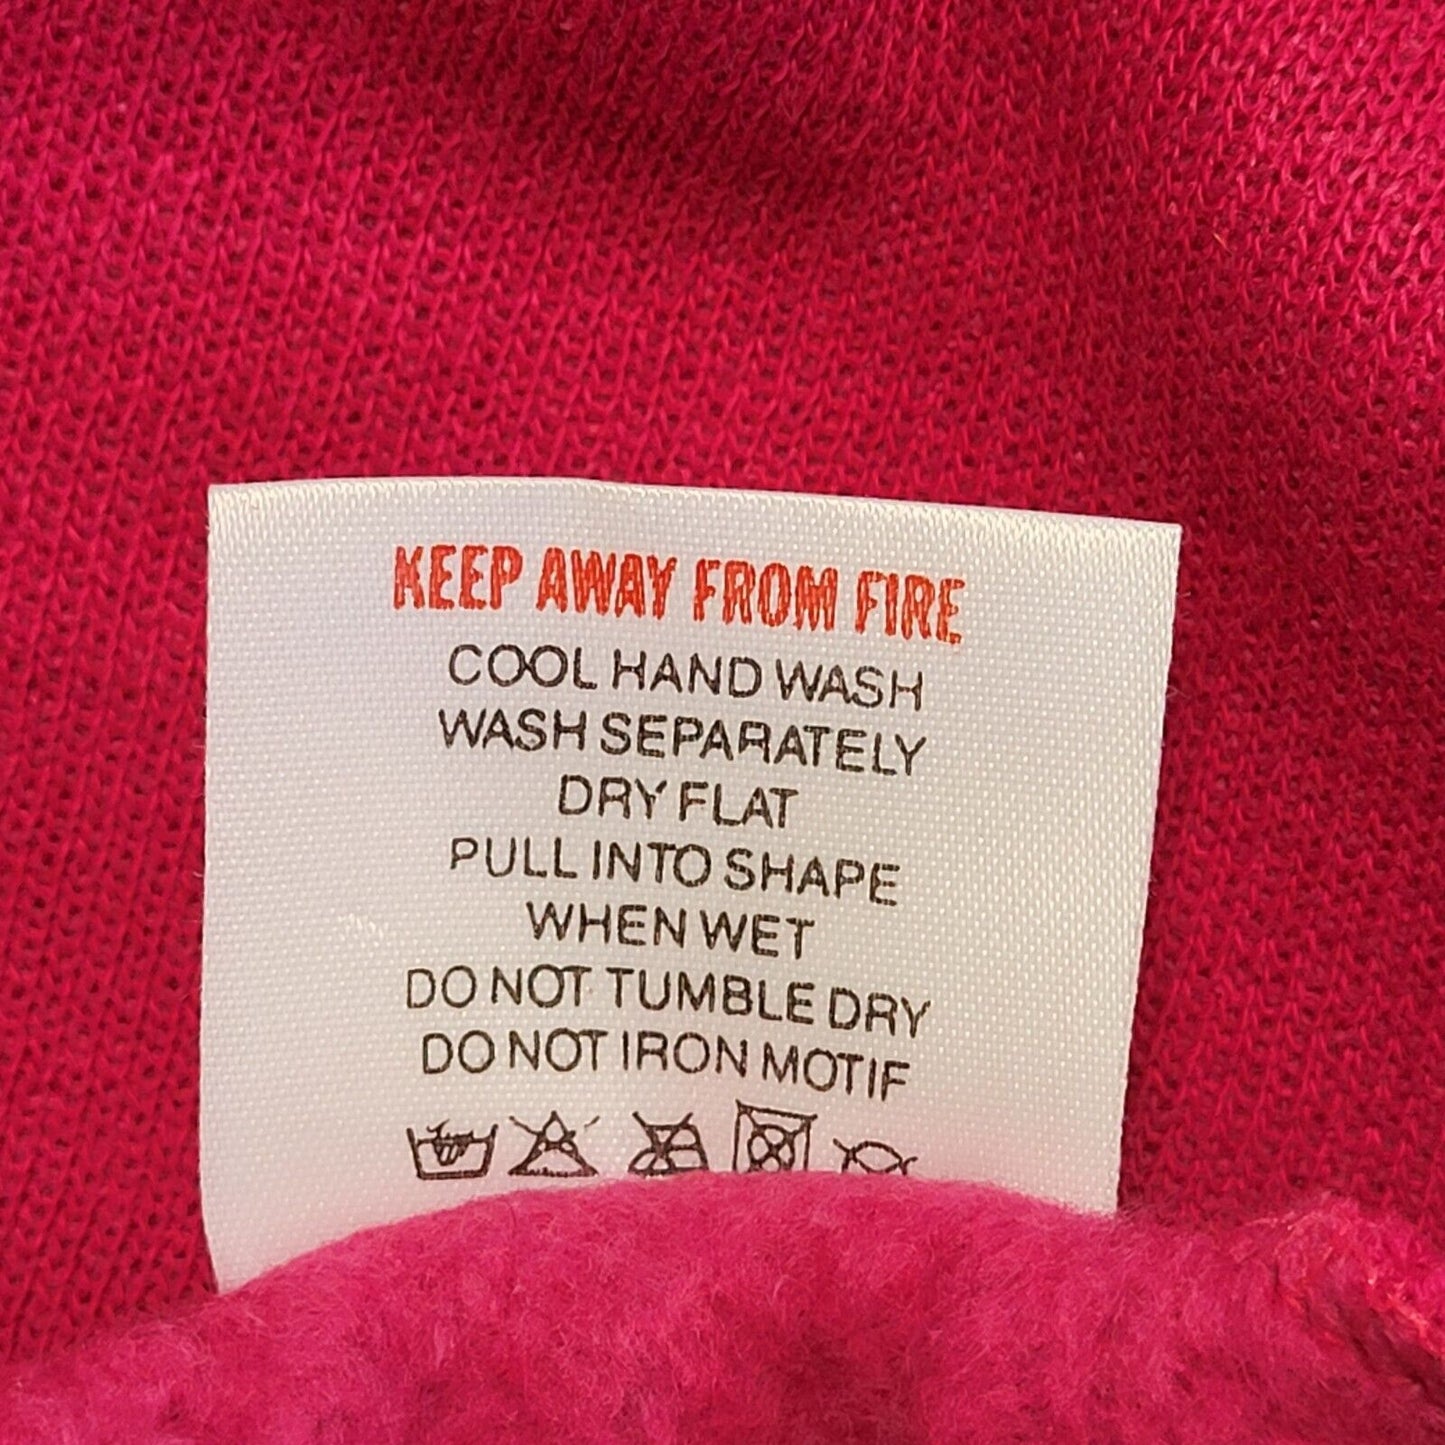 KEEP AWAY FROM FIRE
COOL HAND WASH
WASH SEPARATELY
DRY FLAT
PULL INTO SHAPE
WHEN WET
DO NOT TUMBLE DRY
DO NOT IRON MOTIF